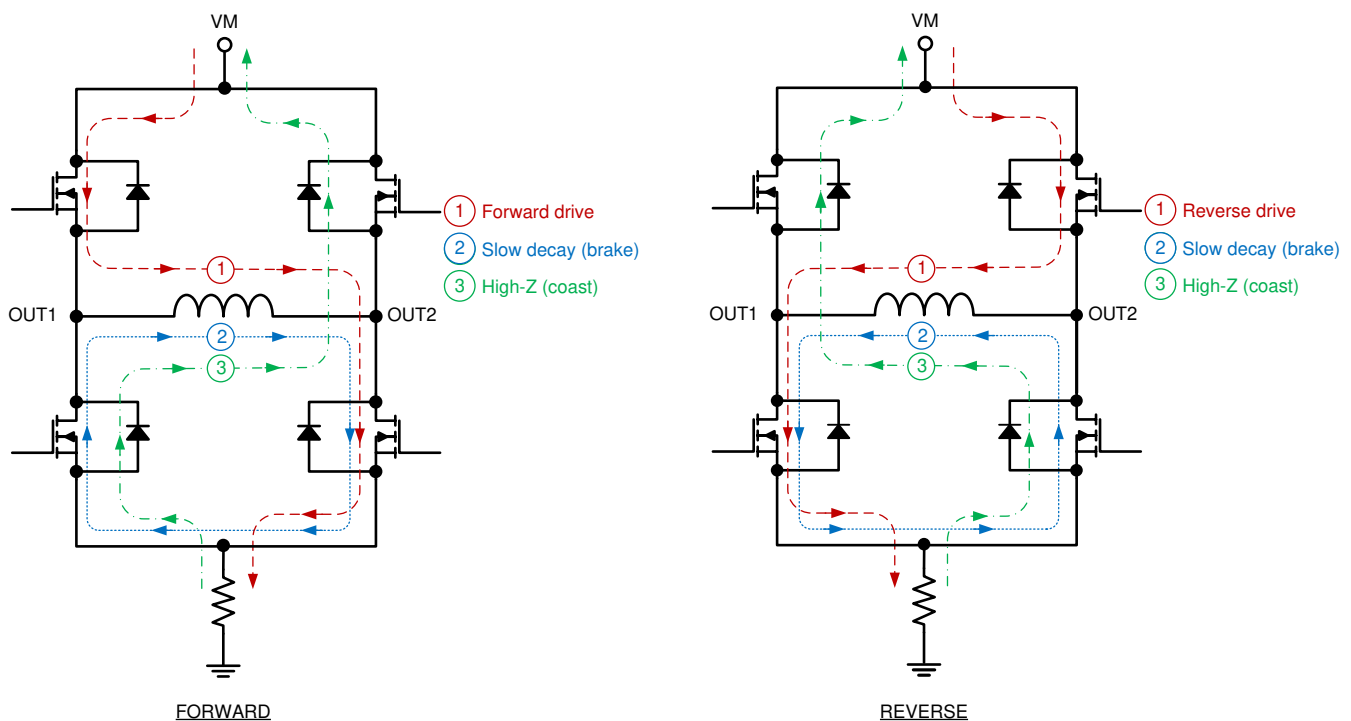 VM
1 Forward drive
2 Slow decay (brake)
3 High-Z (coast)
1
OUT1
OUT2
2
3
FORWARD
VM
1 Reverse drive
2 Slow decay (brake)
3 High-Z (coast)
1
OUT1
OUT2
2
3
REVERSE